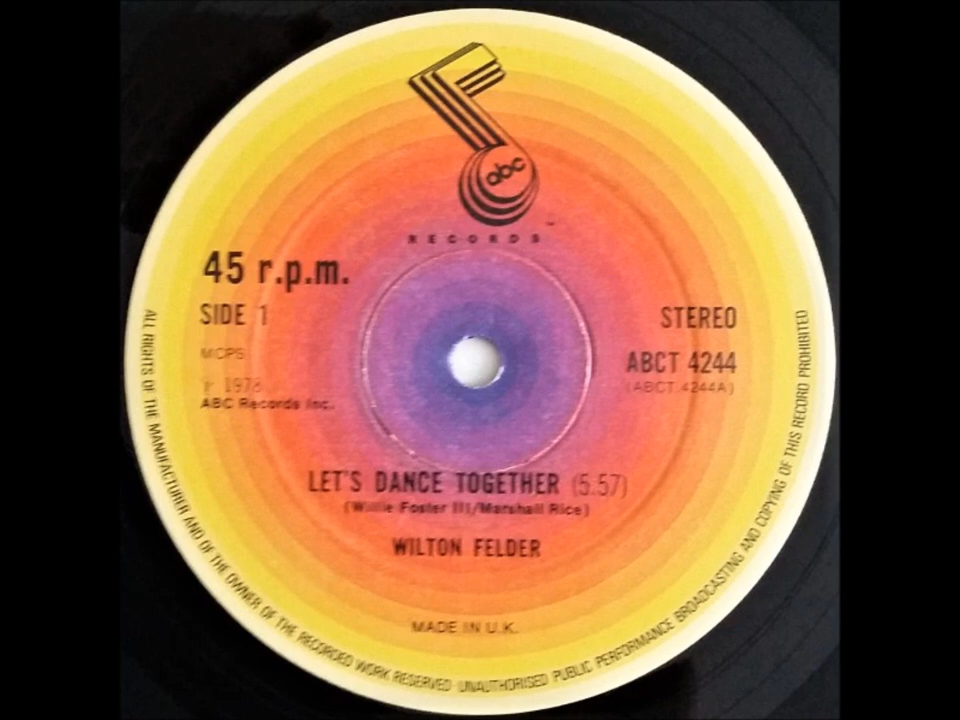 abc
RECORDS
45 r.p.m.
SIDE 1
STEREO
MCPS
ABCT 4244
(ABCT 4244A)
℗ 1978
ABC Records Inc.
LET'S DANCE TOGETHER (5.57)
(Willie Foster III/Marshall Rice)
WILTON FELDER
MADE IN U.K.
ALL RIGHTS OF THE MANUFACTURER AND OF THE OWNER OF THE RECORDED WORK RESERVED UNAUTHORISED PUBLIC PERFORMANCE BROADCASTING AND COPYING OF THIS RECORD PROHIBITED